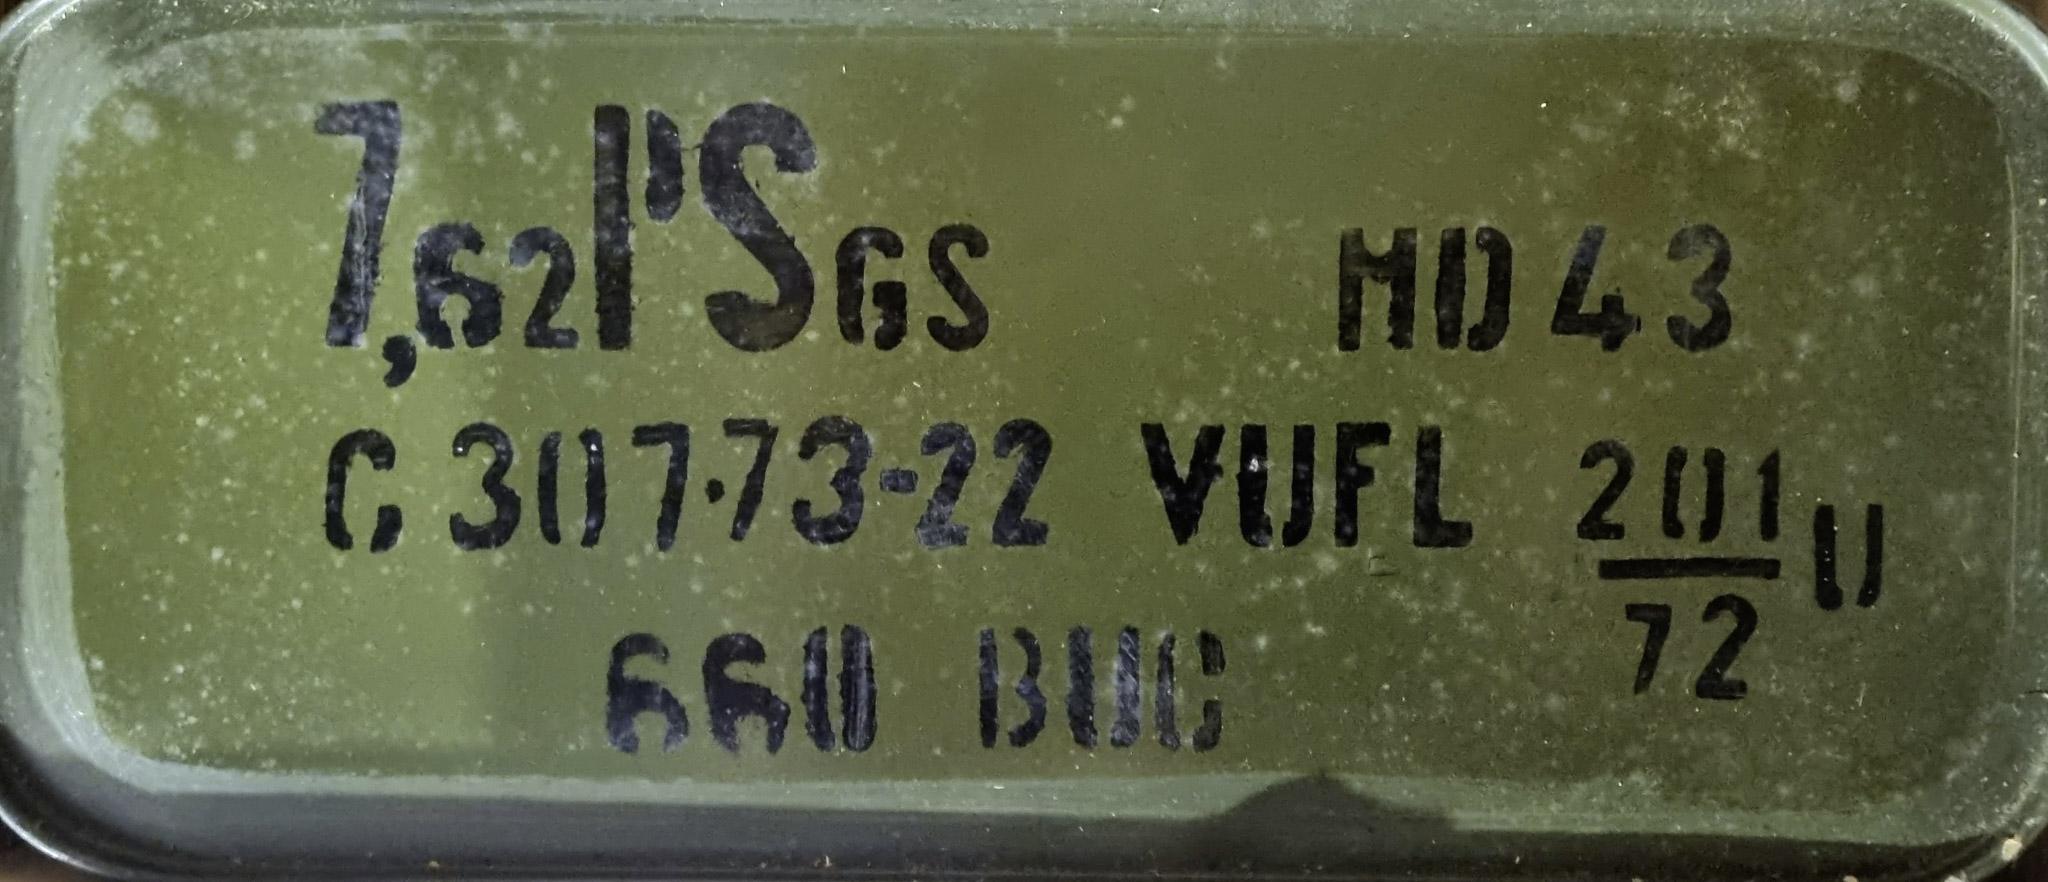 7,62 PS GS MD 43
C 307·73-22 VUFL 201/72 U
660 BUC